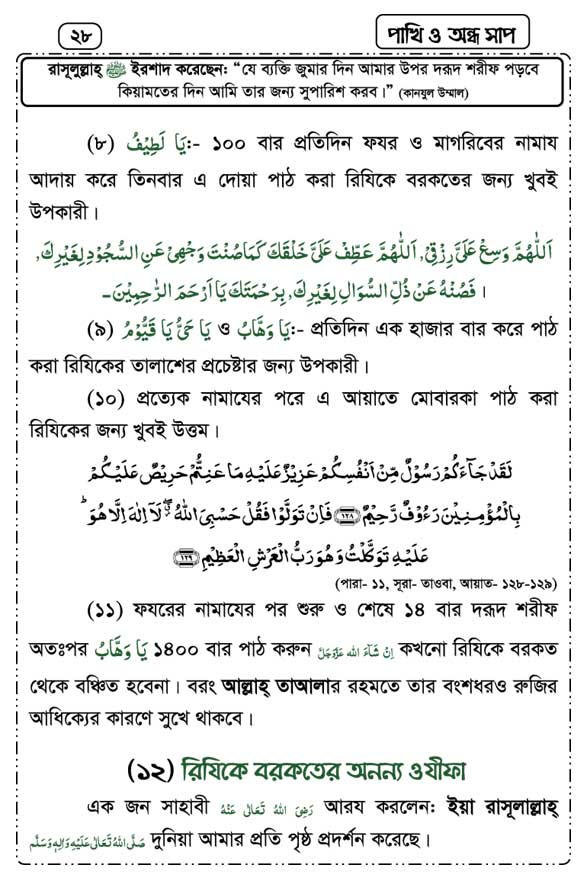 ২৮
পাখি ও অন্ধ সাপ
রাসূলুল্লাহ্ ﷺ ইরশাদ করেছেন: “যে ব্যক্তি জুমার দিন আমার উপর দরূদ শরীফ পড়বে
কিয়ামতের দিন আমি তার জন্য সুপারিশ করব।” (কানযুল উম্মাল)
(৮) يَا لَطِيْفُ:- ১০০ বার প্রতিদিন ফযর ও মাগরিবের নামায
আদায় করে তিনবার এ দোয়া পাঠ করা রিযিকে বরকতের জন্য খুবই
উপকারী।
اَللّٰهُمَّ وَسِّعْ عَلَىَّ رِزْقِىْ, اَللّٰهُمَّ عَطِّفْ عَلَىَّ خَلْقَكَ كَمَا صُنْتَ وَجْهِىْ عَنِ السُّجُوْدِ لِغَيْرِكَ,
فَصُنْهُ عَنْ ذُلِّ السُّوَالِ لِغَيْرِكَ, بِرَحْمَتِكَ يَا اَرْحَمَ الرّٰحِمِيْنَ۔ ।
(৯) يَا حَىُّ يَا قَيُّوْمُ ও يَا وَهَّابُ:- প্রতিদিন এক হাজার বার করে পাঠ
করা রিযিকের তালাশের প্রচেষ্টার জন্য উপকারী।
(১০) প্রত্যেক নামাযের পরে এ আয়াতে মোবারকা পাঠ করা
রিযিকের জন্য খুবই উত্তম।
لَقَدْ جَآءَكُمْ رَسُوْلٌ مِّنْ اَنْفُسِكُمْ عَزِيْزٌ عَلَيْهِ مَا عَنِتُّمْ حَرِيْصٌ عَلَيْكُمْ
بِالْمُؤْمِنِيْنَ رَءُوْفٌ رَّحِيْمٌ ﴿١٢٨﴾ فَاِنْ تَوَلَّوْا فَقُلْ حَسْبِىَ اللّٰهُ ۖ لَاۤ اِلٰهَ اِلَّا هُوَ ؕ
عَلَيْهِ تَوَكَّلْتُ وَهُوَ رَبُّ الْعَرْشِ الْعَظِيْمِ ﴿١٢٩﴾
(পারা- ১১, সূরা- তাওবা, আয়াত- ১২৮-১২৯)
(১১) ফযরের নামাযের পর শুরু ও শেষে ১৪ বার দরূদ শরীফ
অতঃপর يَا وَهَّابُ ১৪০০ বার পাঠ করুন اِنْ شَآءَ اللّٰه عَزَّوَجَلَّ কখনো রিযিকে বরকত
থেকে বঞ্চিত হবেনা। বরং আল্লাহ্ তাআলার রহমতে তার বংশধরও রুজির
আধিক্যের কারণে সুখে থাকবে।
(১২) রিযিকে বরকতের অনন্য ওযীফা
এক জন সাহাবী رَضِىَ اللّٰهُ تَعَالٰى عَنْهُ আরয করলেন: ইয়া রাসূলাল্লাহ্
صَلَّى اللّٰهُ تَعَالٰى عَلَيْهِ وَاٰلِهٖ وَسَلَّم দুনিয়া আমার প্রতি পৃষ্ঠ প্রদর্শন করেছে।